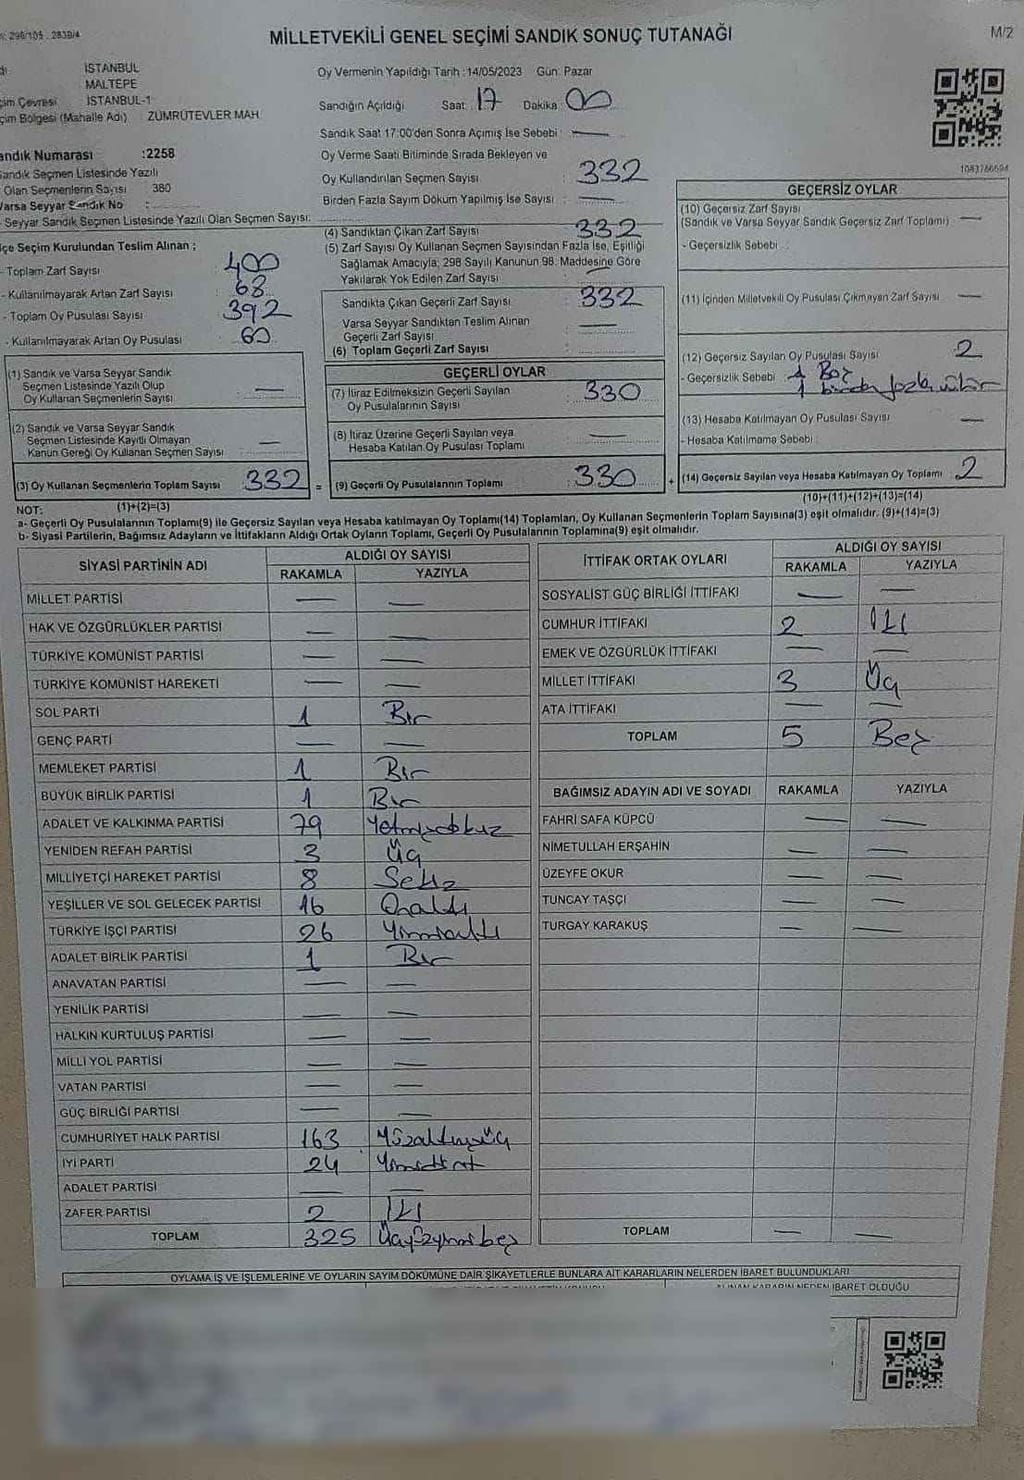 298/105 . 2839/4
MİLLETVEKİLİ GENEL SEÇİMİ SANDIK SONUÇ TUTANAĞI
M/2
İSTANBUL
MALTEPE
çim Çevresi İSTANBUL-1
çim Bölgesi (Mahalle Adı) : ZÜMRÜTEVLER MAH.
andık Numarası :2258
Sandık Seçmen Listesinde Yazılı
Olan Seçmenlerin Sayısı 380
Varsa Seyyar Sandık No :
- Seyyar Sandık Seçmen Listesinde Yazılı Olan Seçmen Sayısı:
Oy Vermenin Yapıldığı Tarih :14/05/2023 Gün: Pazar
Sandığın Açıldığı Saat: 17 Dakika 00
Sandık Saat 17:00'den Sonra Açılmış İse Sebebi : —
Oy Verme Saati Bitiminde Sırada Bekleyen ve
Oy Kullandırılan Seçmen Sayısı : 332
Birden Fazla Sayım Döküm Yapılmış İse Sayısı : —
(4) Sandıktan Çıkan Zarf Sayısı : 332
(5) Zarf Sayısı Oy Kullanan Seçmen Sayısından Fazla İse, Eşitliği
Sağlamak Amacıyla, 298 Sayılı Kanunun 98. Maddesine Göre
Yakılarak Yok Edilen Zarf Sayısı : —
1083766694
çe Seçim Kurulundan Teslim Alınan ;
- Toplam Zarf Sayısı : 400
- Kullanılmayarak Artan Zarf Sayısı : 68
- Toplam Oy Pusulası Sayısı : 392
- Kullanılmayarak Artan Oy Pusulası : 60
Sandıkta Çıkan Geçerli Zarf Sayısı : 332
Varsa Seyyar Sandıktan Teslim Alınan
Geçerli Zarf Sayısı : —
(6) Toplam Geçerli Zarf Sayısı :
GEÇERSİZ OYLAR
(10) Geçersiz Zarf Sayısı
(Sandık ve Varsa Seyyar Sandık Geçersiz Zarf Toplamı) —
- Geçersizlik Sebebi :
(11) İçinden Milletvekili Oy Pusulası Çıkmayan Zarf Sayısı —
(12) Geçersiz Sayılan Oy Pusulası Sayısı 2
- Geçersizlik Sebebi : 1 Boş
1 birden fazla mühür
(13) Hesaba Katılmayan Oy Pusulası Sayısı —
- Hesaba Katılmama Sebebi :
(14) Geçersiz Sayılan veya Hesaba Katılmayan Oy Toplamı 2
(10)+(11)+(12)+(13)=(14)
(1) Sandık ve Varsa Seyyar Sandık
Seçmen Listesinde Yazılı Olup
Oy Kullanan Seçmenlerin Sayısı : —
(2) Sandık ve Varsa Seyyar Sandık
Seçmen Listesinde Kayıtlı Olmayan
Kanun Gereği Oy Kullanan Seçmen Sayısı —
(3) Oy Kullanan Seçmenlerin Toplam Sayısı 332 =
GEÇERLİ OYLAR
(7) İtiraz Edilmeksizin Geçerli Sayılan
Oy Pusulalarının Sayısı : 330
(8) İtiraz Üzerine Geçerli Sayılan veya
Hesaba Katılan Oy Pusulası Toplamı : —
(9) Geçerli Oy Pusulalarının Toplamı : 330 +
NOT: (1)+(2)=(3)
a- Geçerli Oy Pusulalarının Toplamı(9) ile Geçersiz Sayılan veya Hesaba katılmayan Oy Toplamı(14) Toplamları, Oy Kullanan Seçmenlerin Toplam Sayısına(3) eşit olmalıdır. (9)+(14)=(3)
b- Siyasi Partilerin, Bağımsız Adayların ve İttifakların Aldığı Ortak Oyların Toplamı, Geçerli Oy Pusulalarının Toplamına(9) eşit olmalıdır.
SİYASİ PARTİNİN ADI ALDIĞI OY SAYISI
RAKAMLA YAZIYLA
MİLLET PARTİSİ — —
HAK VE ÖZGÜRLÜKLER PARTİSİ — —
TÜRKİYE KOMÜNİST PARTİSİ — —
TÜRKİYE KOMÜNİST HAREKETİ — —
SOL PARTİ 1 Bir
GENÇ PARTİ — —
MEMLEKET PARTİSİ 1 Bir
BÜYÜK BİRLİK PARTİSİ 1 Bir
ADALET VE KALKINMA PARTİSİ 79 Yetmişdokuz
YENİDEN REFAH PARTİSİ 3 Üç
MİLLİYETÇİ HAREKET PARTİSİ 8 Sekiz
YEŞİLLER VE SOL GELECEK PARTİSİ 16 Onaltı
TÜRKİYE İŞÇİ PARTİSİ 26 Yirmialtı
ADALET BİRLİK PARTİSİ 1 Bir
ANAVATAN PARTİSİ — —
YENİLİK PARTİSİ — —
HALKIN KURTULUŞ PARTİSİ — —
MİLLİ YOL PARTİSİ — —
VATAN PARTİSİ — —
GÜÇ BİRLİĞİ PARTİSİ — —
CUMHURİYET HALK PARTİSİ 163 Yüzaltmışüç
İYİ PARTİ 24 Yirmidört
ADALET PARTİSİ — —
ZAFER PARTİSİ 2 İki
TOPLAM 325 Üçyüzyirmibeş
İTTİFAK ORTAK OYLARI ALDIĞI OY SAYISI
RAKAMLA YAZIYLA
SOSYALİST GÜÇ BİRLİĞİ İTTİFAKI — —
CUMHUR İTTİFAKI 2 İki
EMEK VE ÖZGÜRLÜK İTTİFAKI — —
MİLLET İTTİFAKI 3 Üç
ATA İTTİFAKI — —
TOPLAM 5 Beş
BAĞIMSIZ ADAYIN ADI VE SOYADI RAKAMLA YAZIYLA
FAHRİ SAFA KÜPCÜ — —
NİMETULLAH ERŞAHİN — —
ÜZEYFE OKUR — —
TUNCAY TAŞÇI — —
TURGAY KARAKUŞ — —
TOPLAM — —
OYLAMA İŞ VE İŞLEMLERİNE VE OYLARIN SAYIM DÖKÜMÜNE DAİR ŞİKAYETLERLE BUNLARA AİT KARARLARIN NELERDEN İBARET BULUNDUKLARI
ALINAN KARARIN NEDEN İBARET OLDUĞU